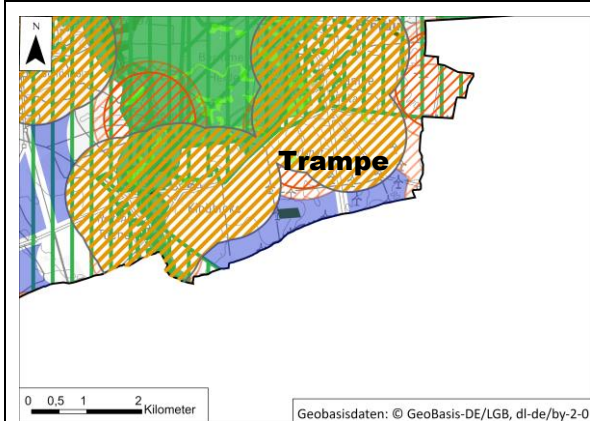 N
Trampe
0 0,5 1 2
Kilometer
Geobasisdaten: © GeoBasis-DE/LGB, dl-de/by-2-0